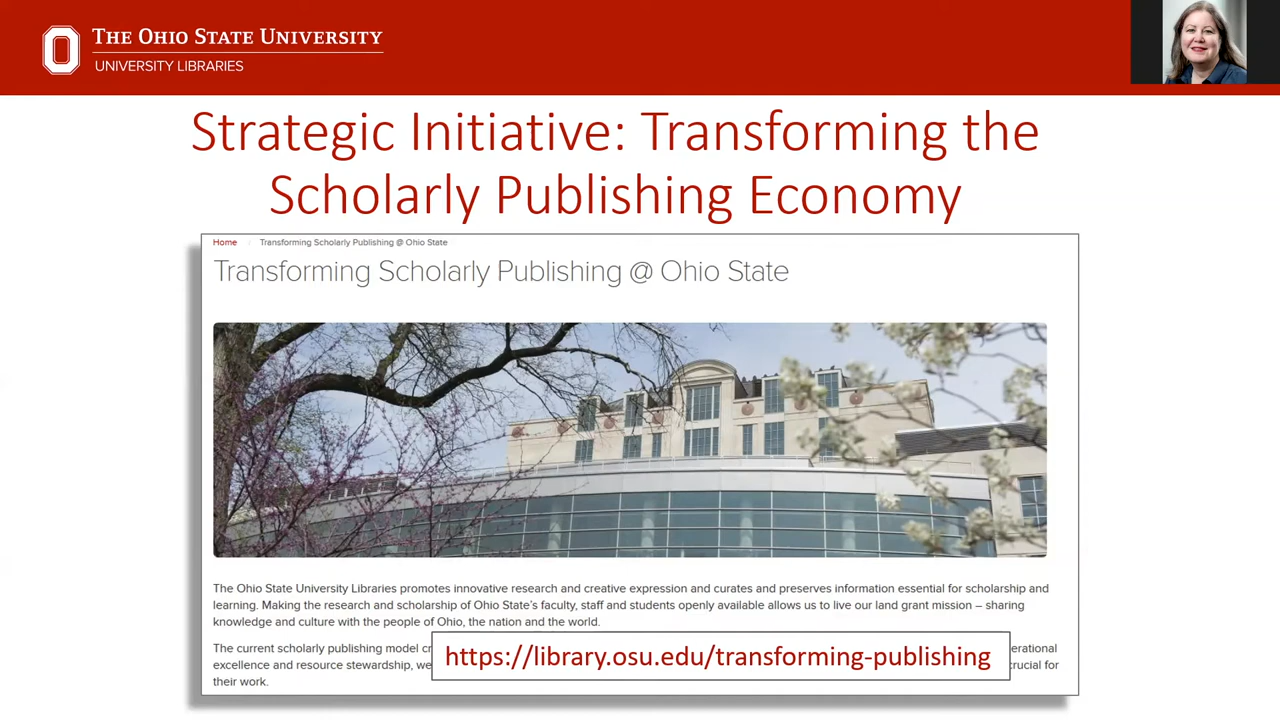 THE OHIO STATE UNIVERSITY
UNIVERSITY LIBRARIES
Strategic Initiative: Transforming the
Scholarly Publishing Economy
Home / Transforming Scholarly Publishing @ Ohio State
Transforming Scholarly Publishing @ Ohio State
The Ohio State University Libraries promotes innovative research and creative expression and curates and preserves information essential for scholarship and
learning. Making the research and scholarship of Ohio State's faculty, staff and students openly available allows us to live our land grant mission – sharing
knowledge and culture with the people of Ohio, the nation and the world.
The current scholarly publishing model
excellence and resource stewardship, we crucial for
their work.
https://library.osu.edu/transforming-publishing